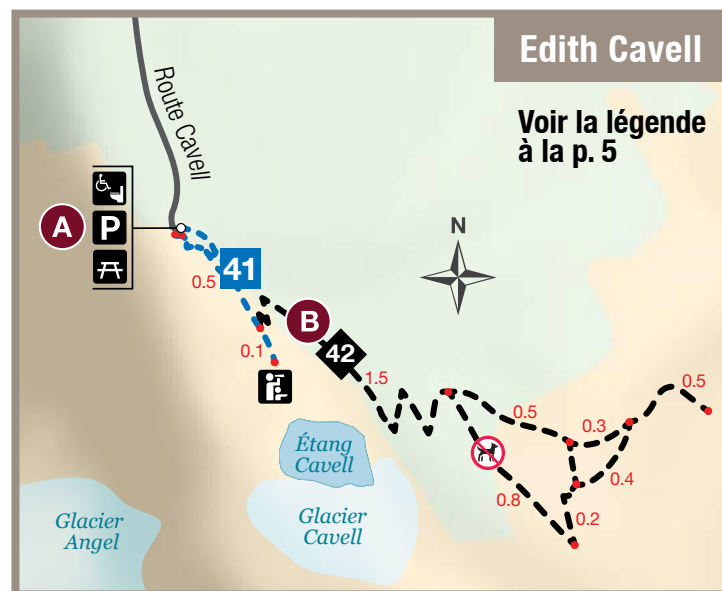 Edith Cavell
Voir la légende
à la p. 5
Route Cavell
A
P
N
41
0.5
B
42
0.1
1.5
0.5
0.3
0.5
0.4
0.8
0.2
Étang
Cavell
Glacier
Cavell
Glacier
Angel